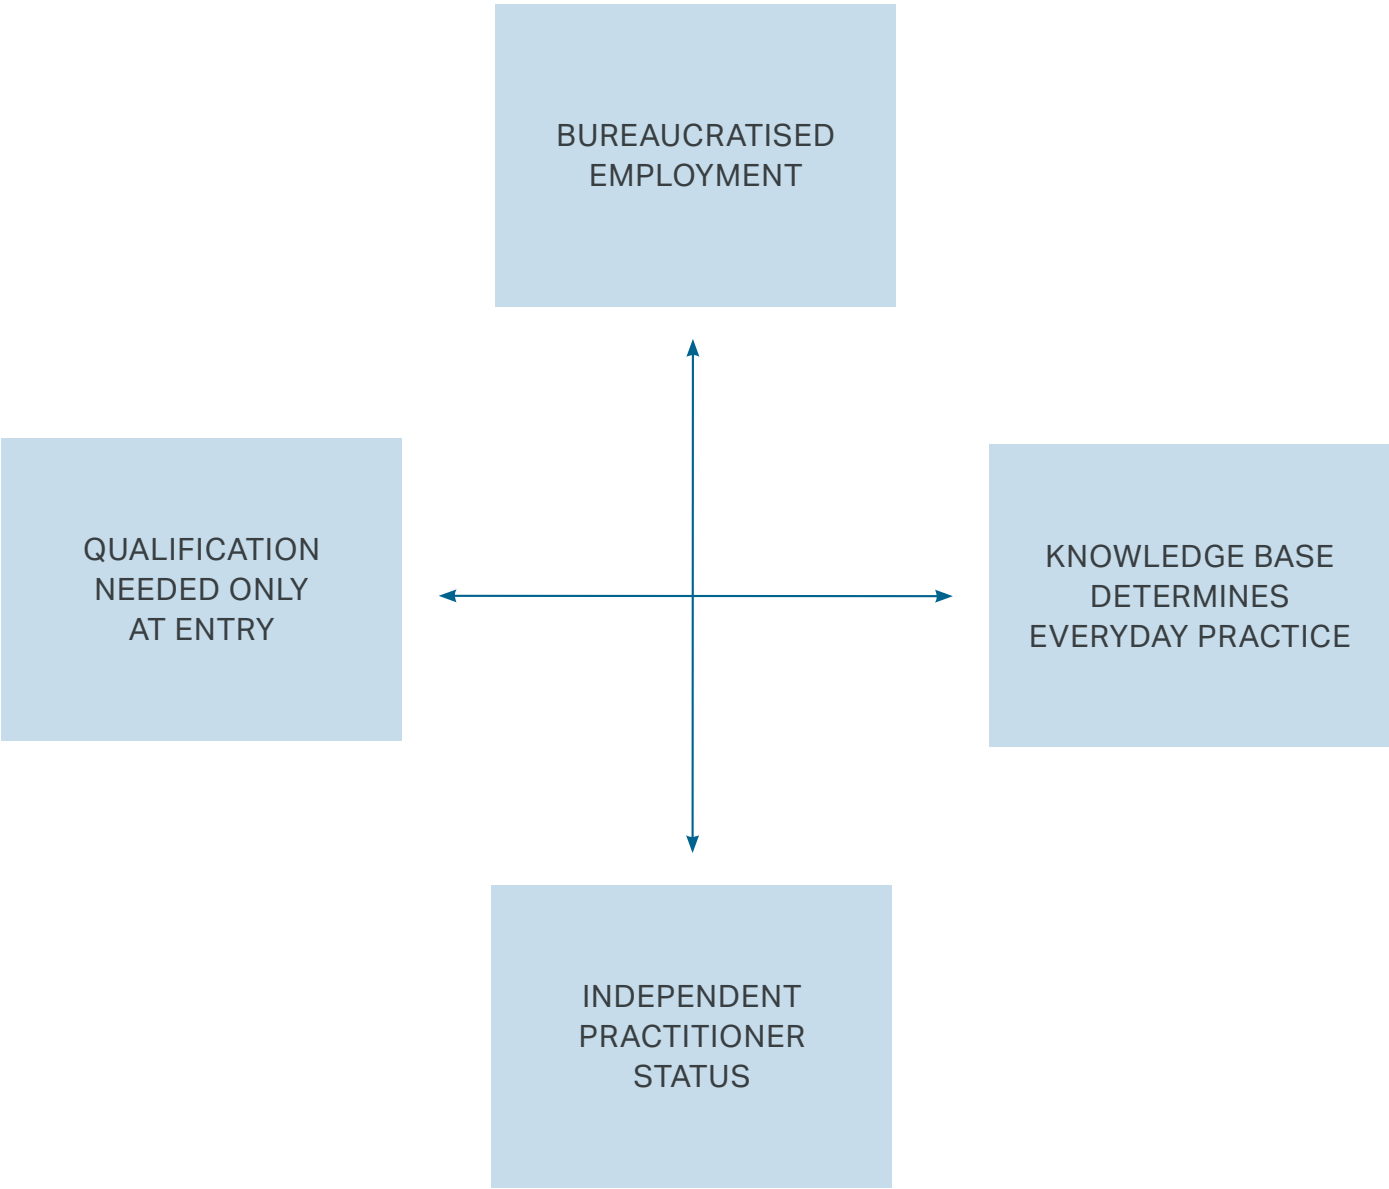 BUREAUCRATISED
EMPLOYMENT
QUALIFICATION
NEEDED ONLY
AT ENTRY
KNOWLEDGE BASE
DETERMINES
EVERYDAY PRACTICE
INDEPENDENT
PRACTITIONER
STATUS